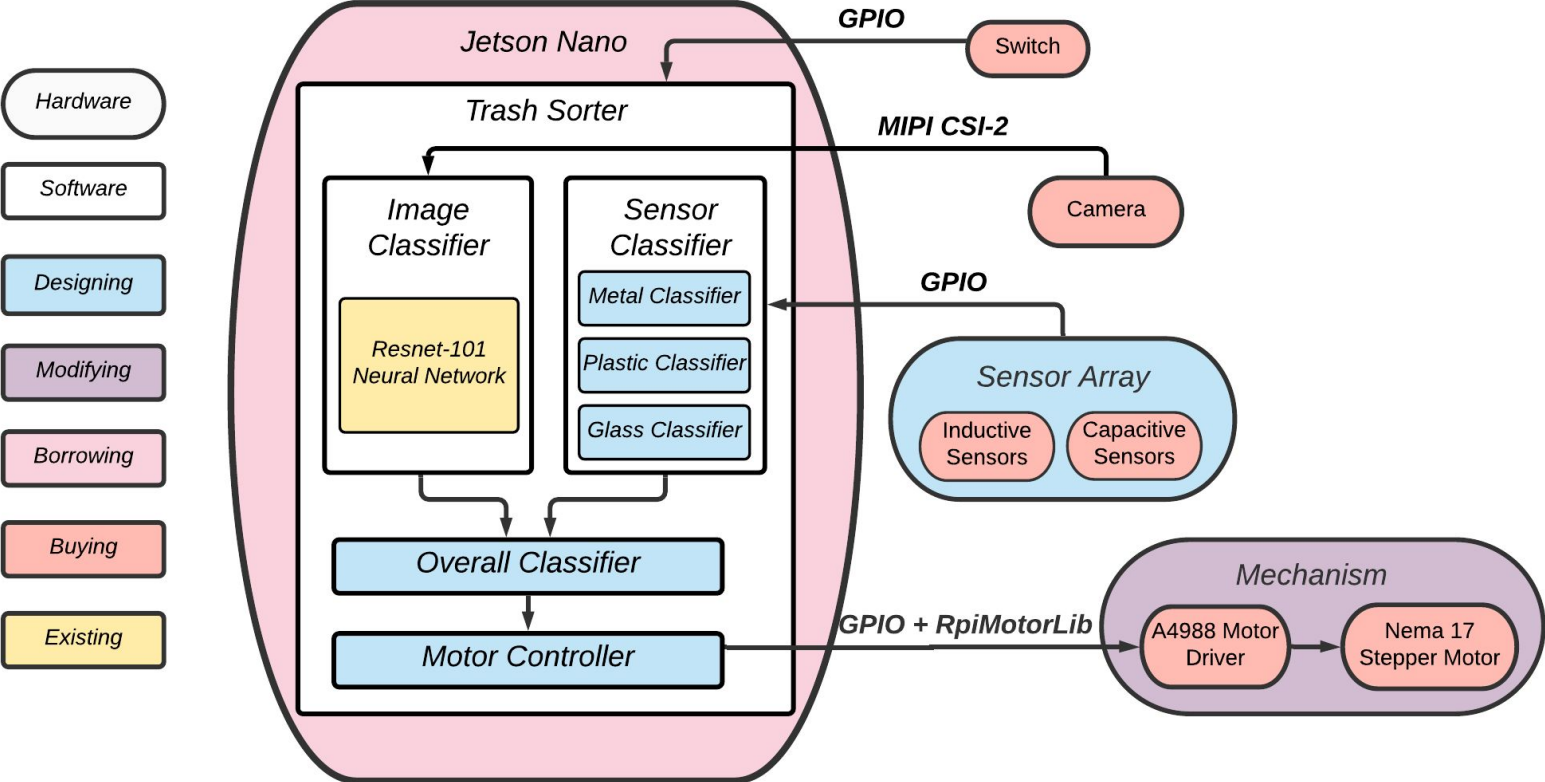 Hardware
Software
Designing
Modifying
Borrowing
Buying
Existing
Jetson Nano
GPIO
Switch
Trash Sorter
MIPI CSI-2
Camera
Image
Classifier
Resnet-101
Neural Network
Sensor
Classifier
Metal Classifier
Plastic Classifier
Glass Classifier
GPIO
Sensor Array
Inductive
Sensors
Capacitive
Sensors
Overall Classifier
Motor Controller
GPIO + RpiMotorLib
Mechanism
A4988 Motor
Driver
Nema 17
Stepper Motor